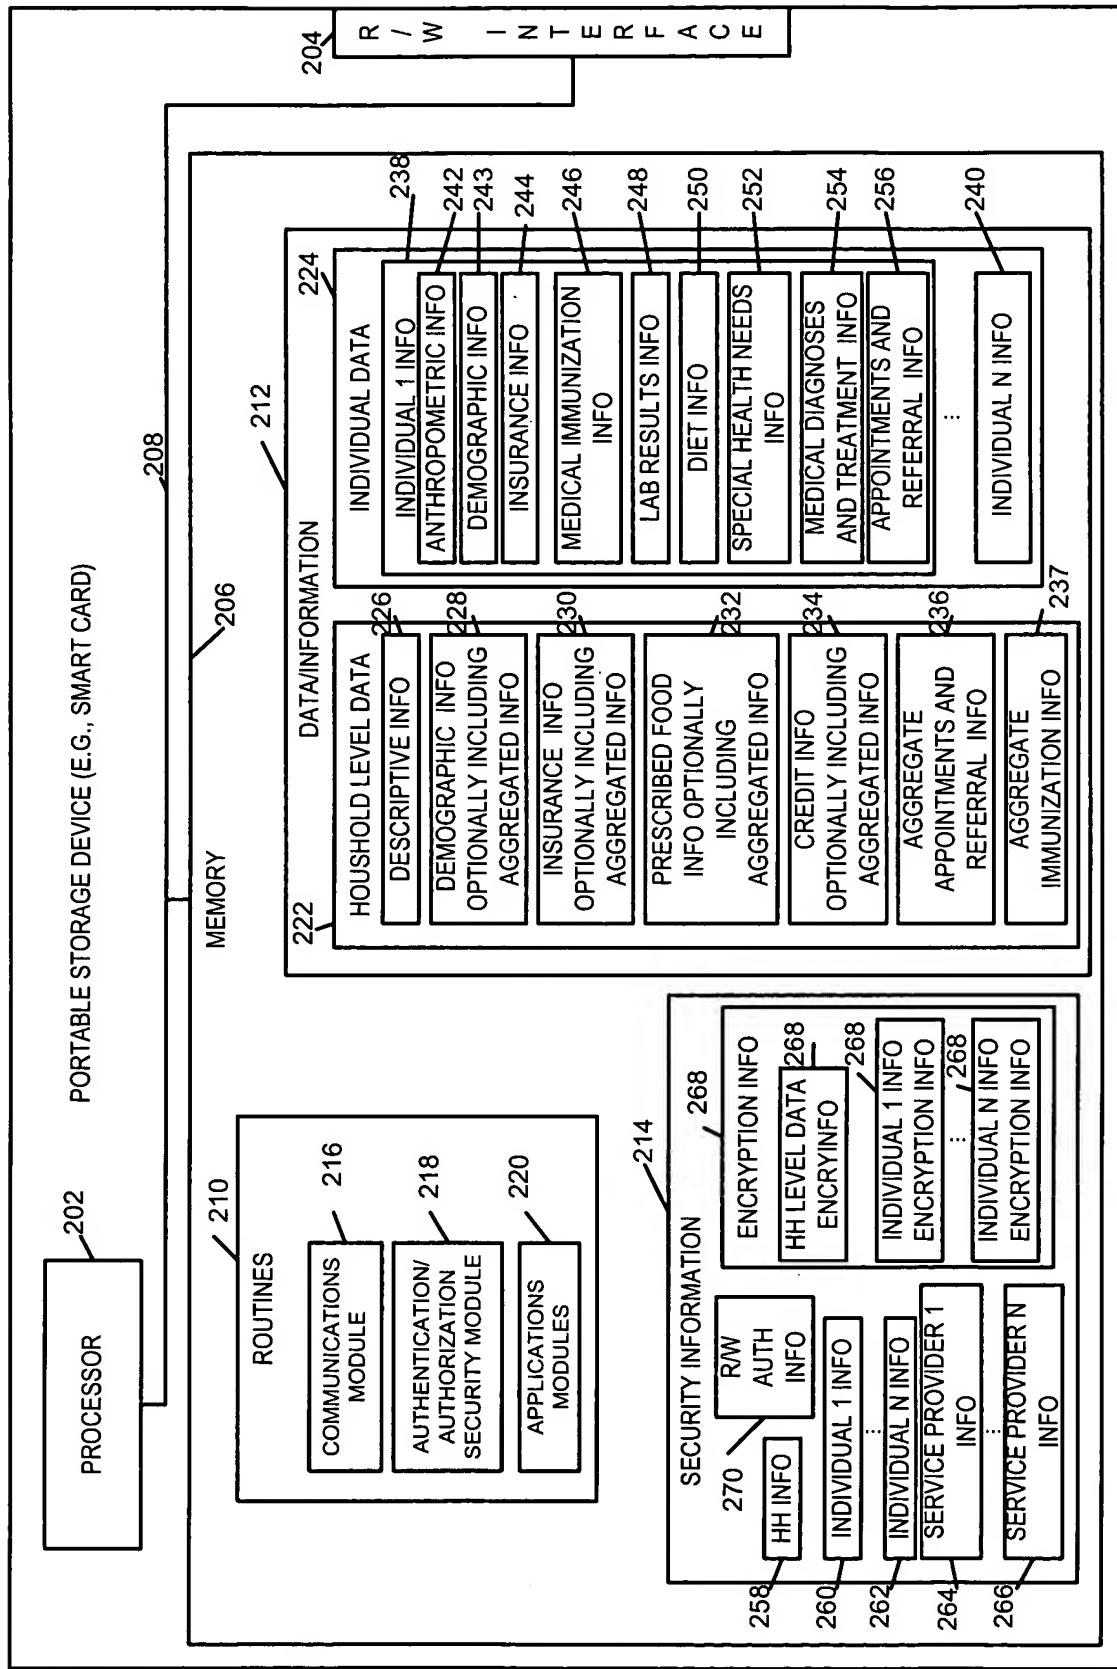 PORTABLE STORAGE DEVICE (E.G., SMART CARD)
202
PROCESSOR
208
204
R/W INTERFACE
206
MEMORY
210
ROUTINES
216
COMMUNICATIONS
MODULE
218
AUTHENTICATION/
AUTHORIZATION
SECURITY MODULE
220
APPLICATIONS
MODULES
212
DATA/INFORMATION
222
HOUSHOLD LEVEL DATA
226
DESCRIPTIVE INFO
228
DEMOGRAPHIC INFO
OPTIONALLY INCLUDING
AGGREGATED INFO
230
INSURANCE INFO
OPTIONALLY INCLUDING
AGGREGATED INFO
232
PRESCRIBED FOOD
INFO OPTIONALLY
INCLUDING
AGGREGATED INFO
234
CREDIT INFO
OPTIONALLY INCLUDING
AGGREGATED INFO
236
AGGREGATE
APPOINTMENTS AND
REFERRAL INFO
237
AGGREGATE
IMMUNIZATION INFO
224
INDIVIDUAL DATA
238
INDIVIDUAL 1 INFO
242
ANTHROPOMETRIC INFO
243
DEMOGRAPHIC INFO
244
INSURANCE INFO
246
MEDICAL IMMUNIZATION
INFO
248
LAB RESULTS INFO
250
DIET INFO
252
SPECIAL HEALTH NEEDS
INFO
254
MEDICAL DIAGNOSES
AND TREATMENT INFO
256
APPOINTMENTS AND
REFERRAL INFO
...
240
INDIVIDUAL N INFO
214
SECURITY INFORMATION
270
R/W
AUTH
INFO
258
HH INFO
260
INDIVIDUAL 1 INFO
...
262
INDIVIDUAL N INFO
264
SERVICE PROVIDER 1
INFO
...
266
SERVICE PROVIDER N
INFO
268
ENCRYPTION INFO
268
HH LEVEL DATA
ENCRYINFO
268
INDIVIDUAL 1 INFO
ENCRYPTION INFO
...
268
INDIVIDUAL N INFO
ENCRYPTION INFO